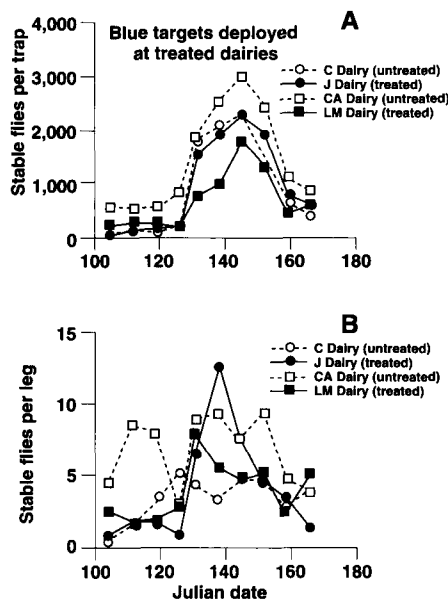 Blue targets deployed
at treated dairies
A
C Dairy (untreated)
J Dairy (treated)
CA Dairy (untreated)
LM Dairy (treated)
Stable flies per trap
4,000
3,000
2,000
1,000
0
100 120 140 160 180
B
C Dairy (untreated)
J Dairy (treated)
CA Dairy (untreated)
LM Dairy (treated)
Stable flies per leg
15
10
5
0
100 120 140 160 180
Julian date